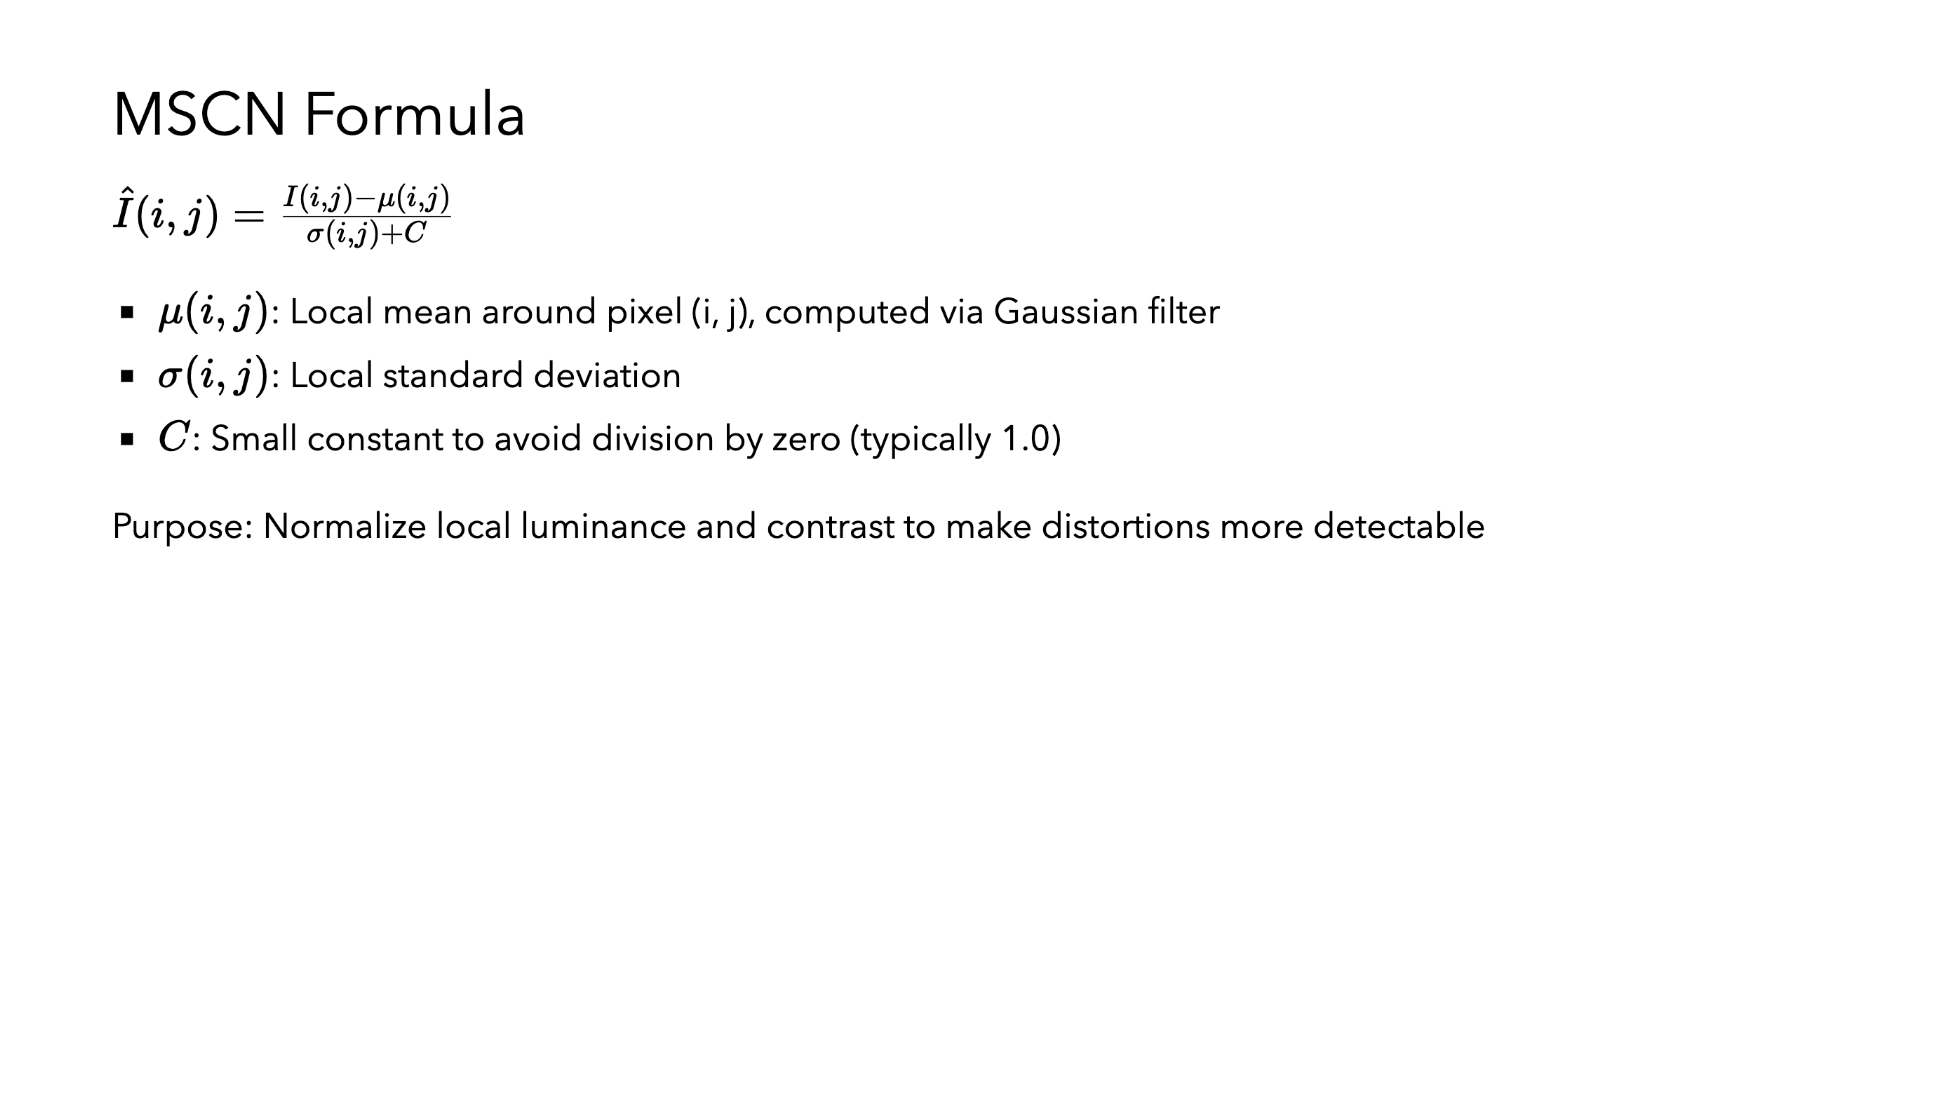 MSCN Formula
Î(i, j) = I(i,j)−μ(i,j) / σ(i,j)+C
▪ μ(i, j): Local mean around pixel (i, j), computed via Gaussian filter
▪ σ(i, j): Local standard deviation
▪ C: Small constant to avoid division by zero (typically 1.0)
Purpose: Normalize local luminance and contrast to make distortions more detectable